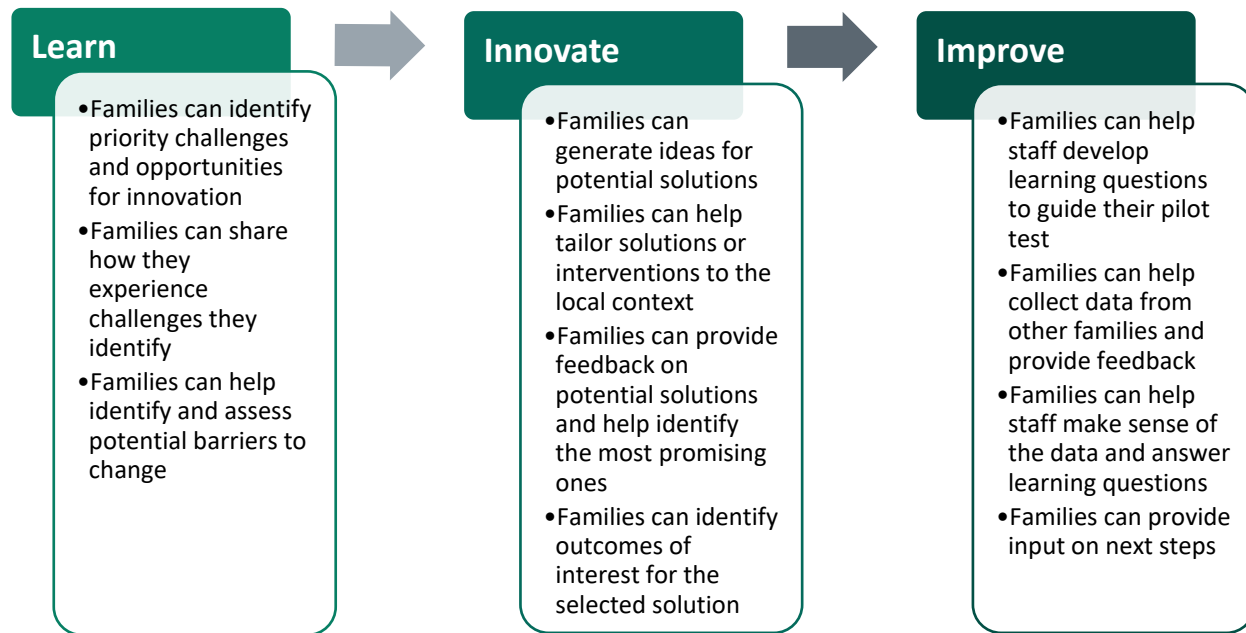 Learn
•Families can identify
priority challenges
and opportunities
for innovation
•Families can share
how they
experience
challenges they
identify
•Families can help
identify and assess
potential barriers to
change
Innovate
•Families can
generate ideas for
potential solutions
•Families can help
tailor solutions or
interventions to the
local context
•Families can provide
feedback on
potential solutions
and help identify
the most promising
ones
•Families can identify
outcomes of
interest for the
selected solution
Improve
•Families can help
staff develop
learning questions
to guide their pilot
test
•Families can help
collect data from
other families and
provide feedback
•Families can help
staff make sense of
the data and answer
learning questions
•Families can provide
input on next steps